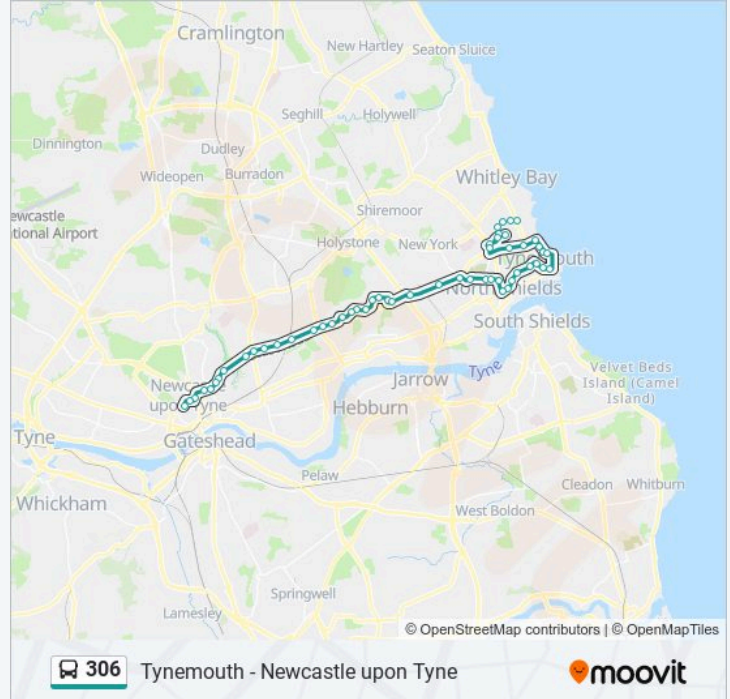 Cramlington
New Hartley
Seaton Sluice
Seghill
Holywell
Dinnington
Dudley
Wideopen
Burradon
Whitley Bay
Shiremoor
ewcastle
tional Airport
Holystone
New York
Tynemouth
North Shields
South Shields
Tyne
Jarrow
Velvet Beds
Island (Camel
Island)
Newcastle
upon Tyne
Hebburn
Tyne
Gateshead
Pelaw
Cleadon
Whitburn
Whickham
West Boldon
Springwell
Lamesley
© OpenStreetMap contributors | © OpenMapTiles
306
Tynemouth - Newcastle upon Tyne
moovit